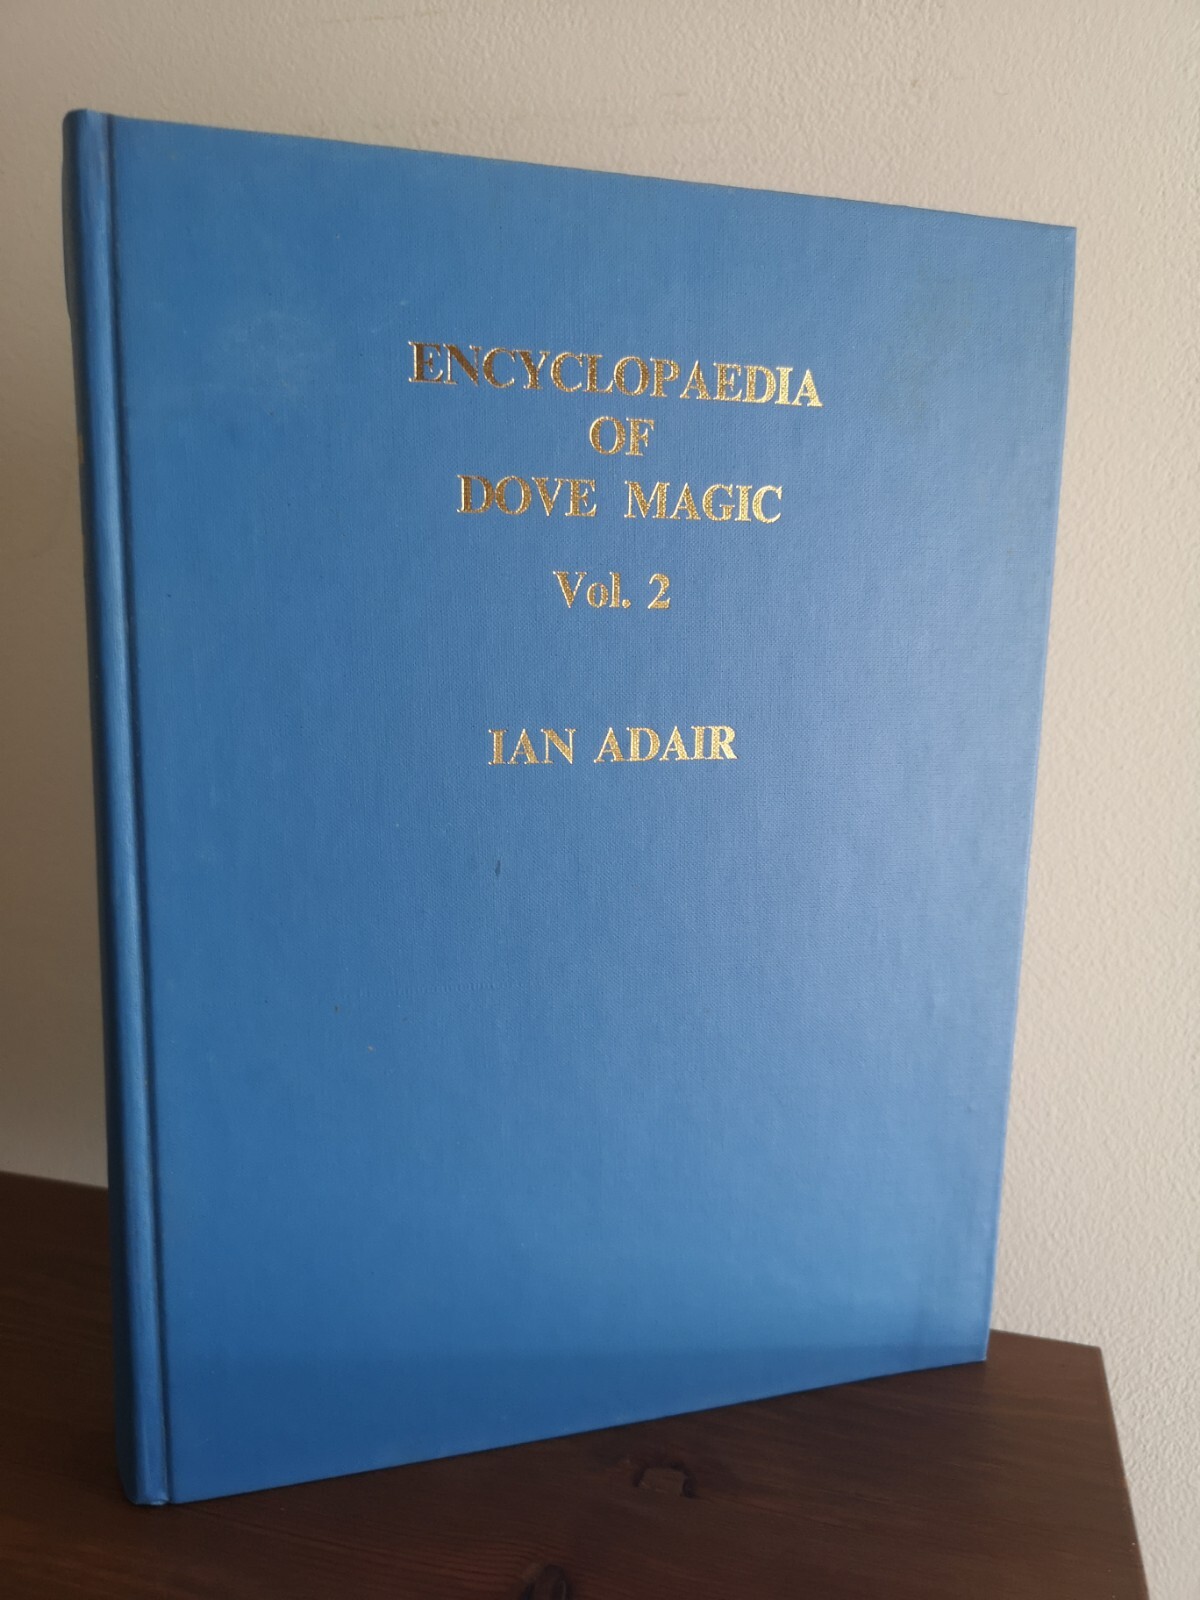 ENCYCLOPAEDIA
OF
DOVE MAGIC
Vol. 2
IAN ADAIR